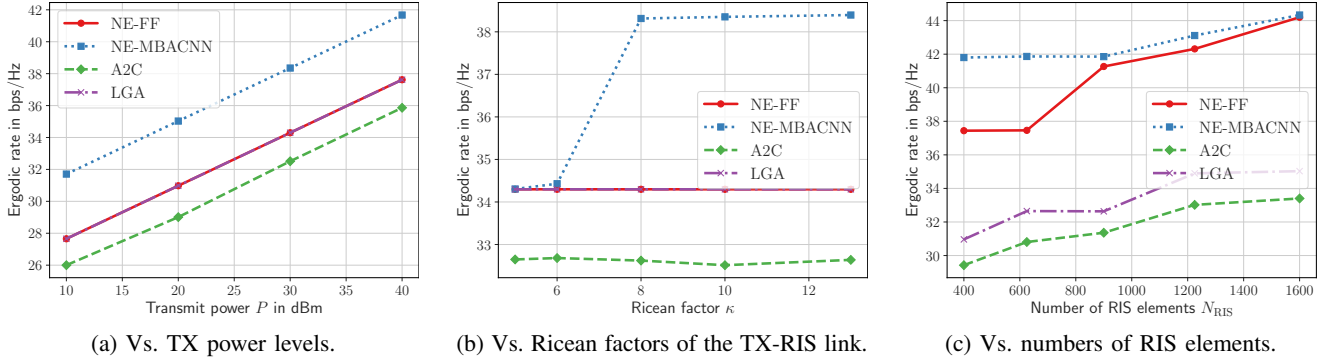 42
40
38
36
34
32
30
28
26
Ergodic rate in bps/Hz
NE-FF
NE-MBACNN
A2C
LGA
10
15
20
25
30
35
40
Transmit power P in dBm
(a) Vs. TX power levels.
38
37
36
35
34
33
Ergodic rate in bps/Hz
NE-FF
NE-MBACNN
A2C
LGA
6
8
10
12
Ricean factor κ
(b) Vs. Ricean factors of the TX-RIS link.
44
42
40
38
36
34
32
30
Ergodic rate in bps/Hz
NE-FF
NE-MBACNN
A2C
LGA
400
600
800
1000
1200
1400
1600
Number of RIS elements N_RIS
(c) Vs. numbers of RIS elements.